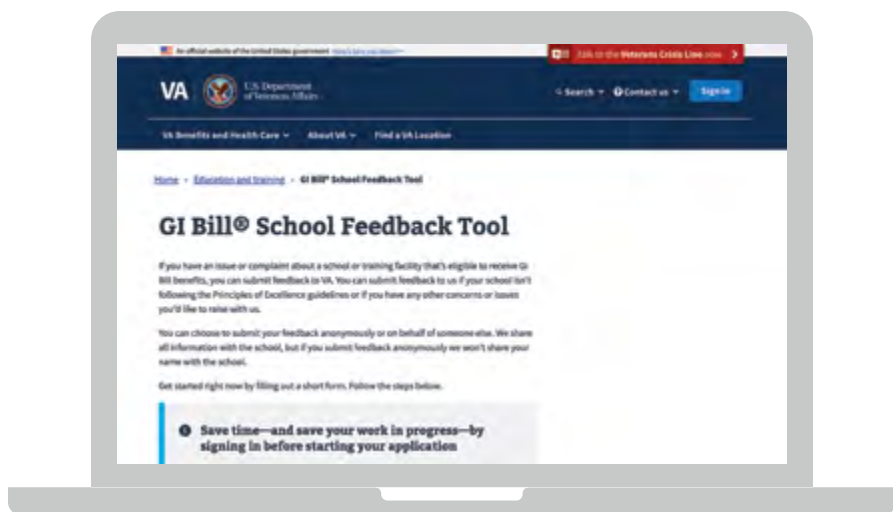 An official website of the United States government
Talk to the Veterans Crisis Line now
VA
U.S. Department
of Veterans Affairs
Search
Contact us
Sign in
VA Benefits and Health Care
About VA
Find a VA Location
Home
Education and training
GI Bill® School Feedback Tool
GI Bill® School Feedback Tool
If you have an issue or complaint about a school or training facility that's eligible to receive GI
Bill benefits, you can submit feedback to VA. You can submit feedback to us if your school isn't
following the Principles of Excellence guidelines or if you have any other concerns or issues
you'd like to raise with us.
You can choose to submit your feedback anonymously or on behalf of someone else. We share
all information with the school, but if you submit feedback anonymously we won't share your
name with the school.
Get started right now by filling out a short form. Follow the steps below.
Save time—and save your work in progress—by
signing in before starting your application